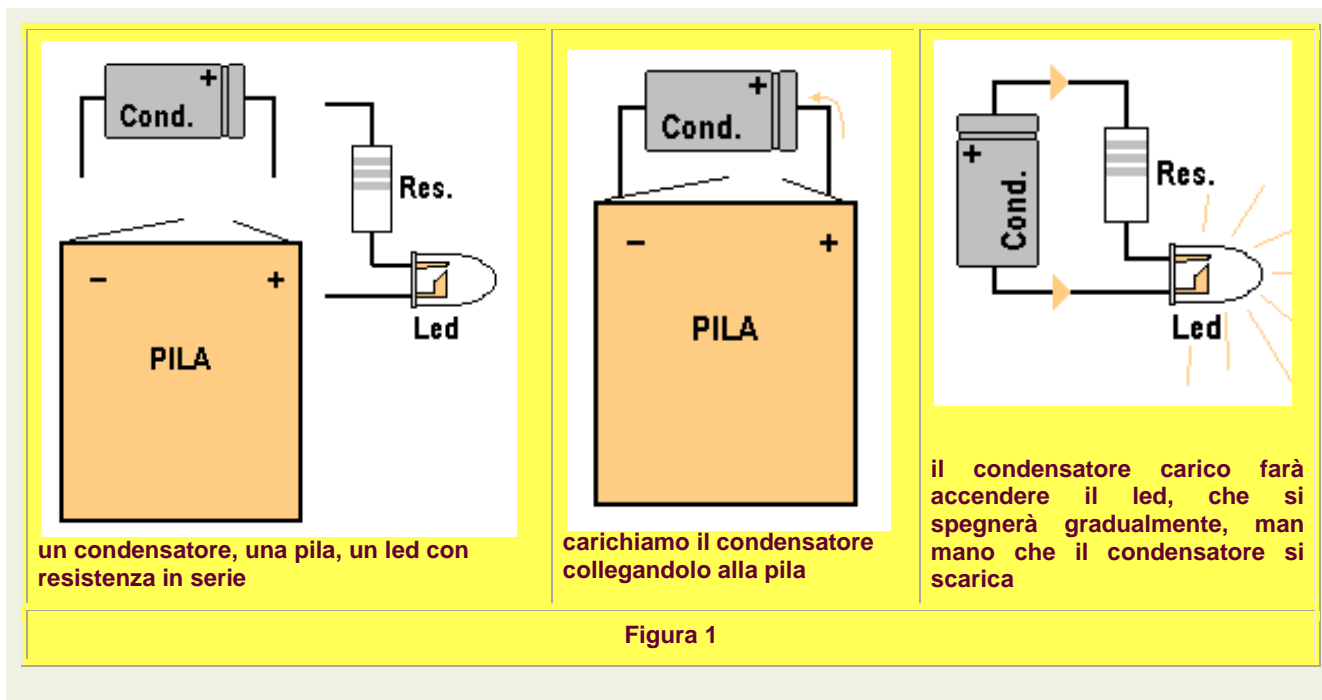 +
Cond.
Res.
Led
− +
PILA
un condensatore, una pila, un led con
resistenza in serie
+
Cond.
− +
PILA
carichiamo il condensatore
collegandolo alla pila
+
Cond.
Res.
Led
il condensatore carico farà
accendere il led, che si
spegnerà gradualmente, man
mano che il condensatore si
scarica
Figura 1